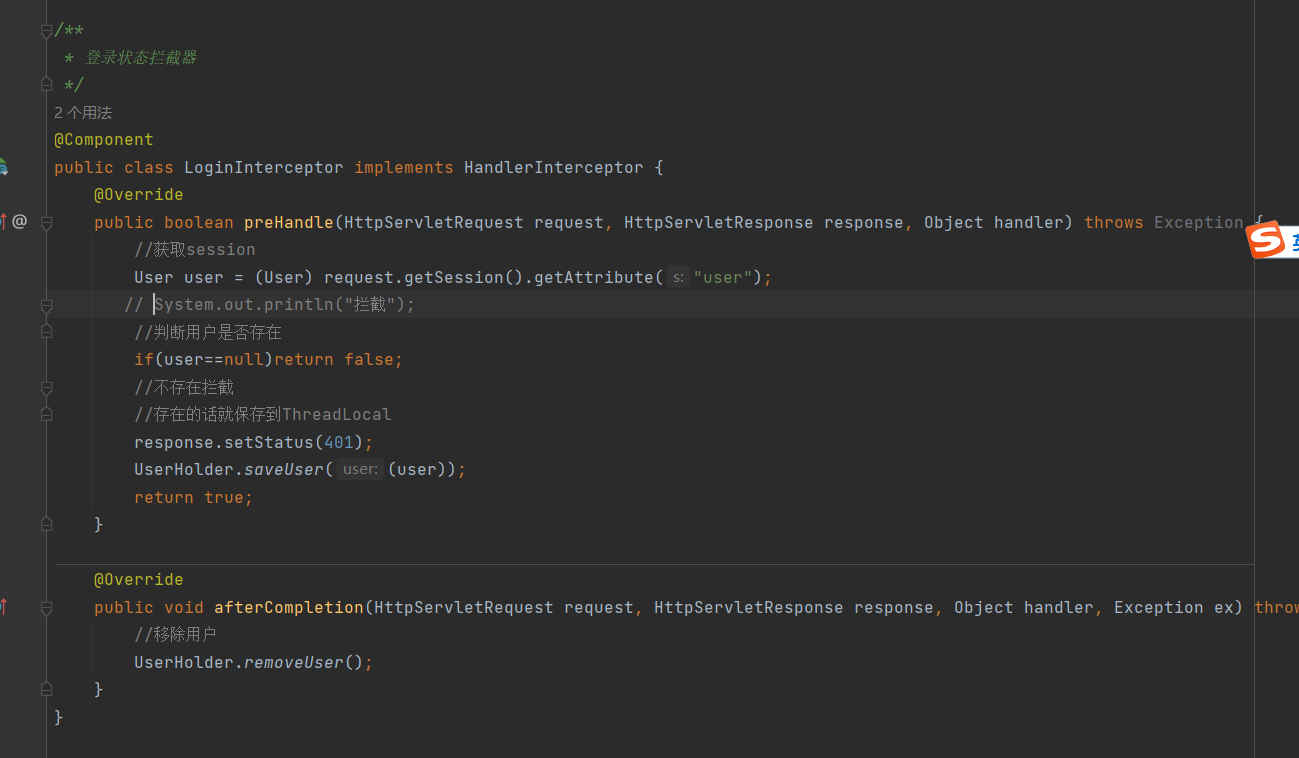 /**
 * 登录状态拦截器
 */
2 个用法
@Component
public class LoginInterceptor implements HandlerInterceptor {
    @Override
@
    public boolean preHandle(HttpServletRequest request, HttpServletResponse response, Object handler) throws Exception {
        //获取session
        User user = (User) request.getSession().getAttribute( s: "user");
       // System.out.println("拦截");
        //判断用户是否存在
        if(user==null)return false;
        //不存在拦截
        //存在的话就保存到ThreadLocal
        response.setStatus(401);
        UserHolder.saveUser( user: (user));
        return true;
    }
    @Override
    public void afterCompletion(HttpServletRequest request, HttpServletResponse response, Object handler, Exception ex) throw
        //移除用户
        UserHolder.removeUser();
    }
}
S